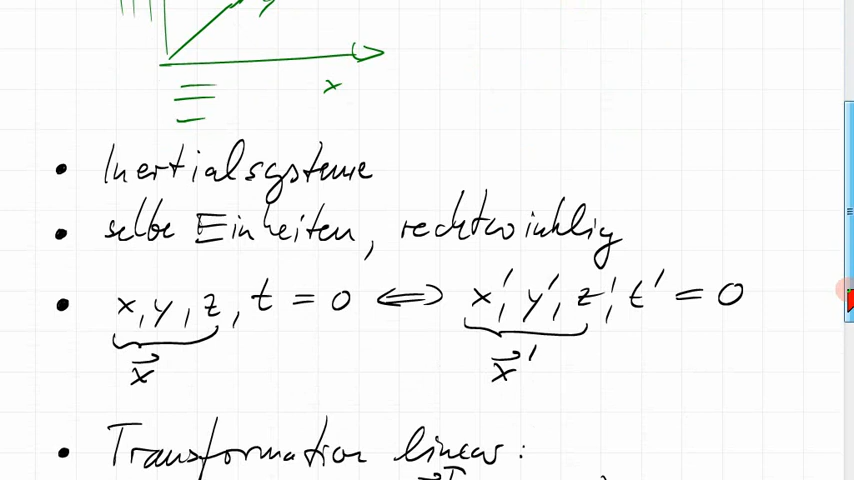 x
• Inertialsysteme
• selbe Einheiten, rechtwinklig
• x, y, z, t = 0 ⟺ x', y', z', t' = 0
x⃗ x⃗'
• Transformation linear: